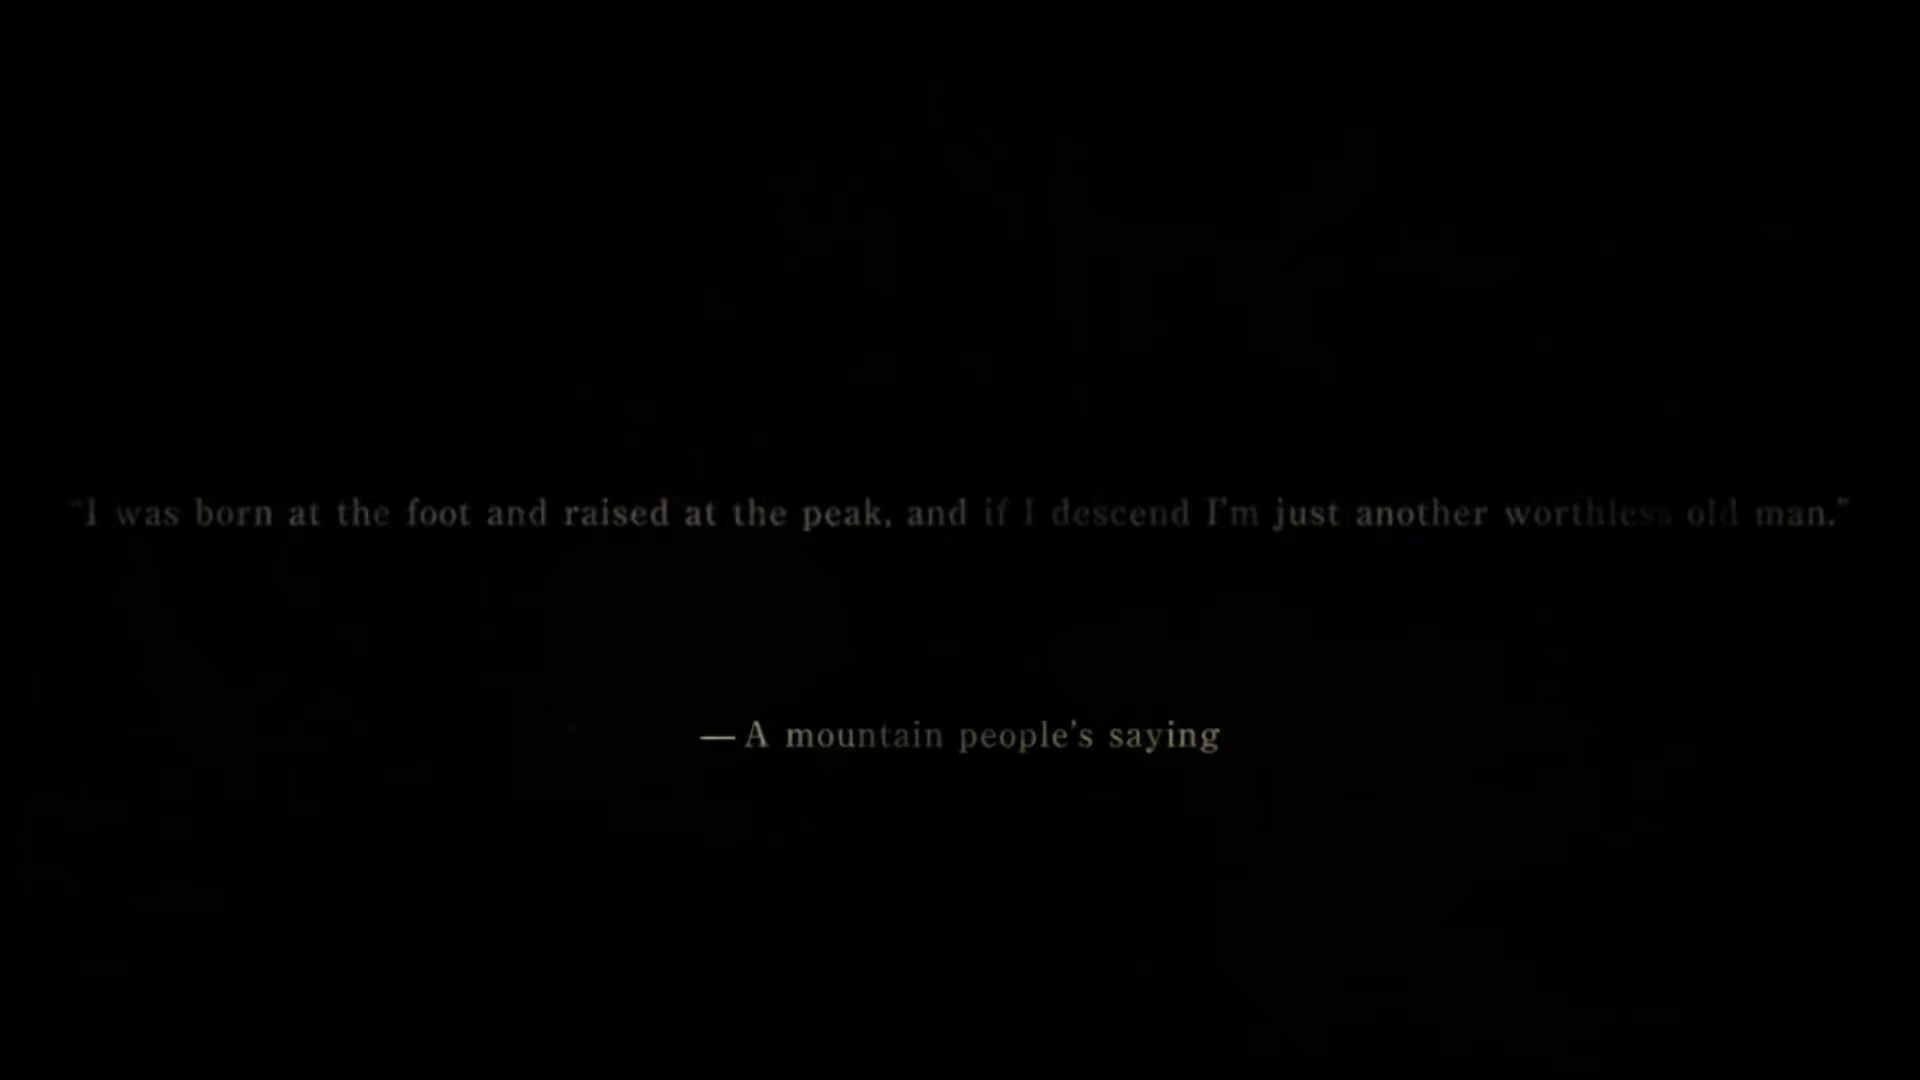 "I was born at the foot and raised at the peak, and if I descend I'm just another worthless old man."
— A mountain people's saying